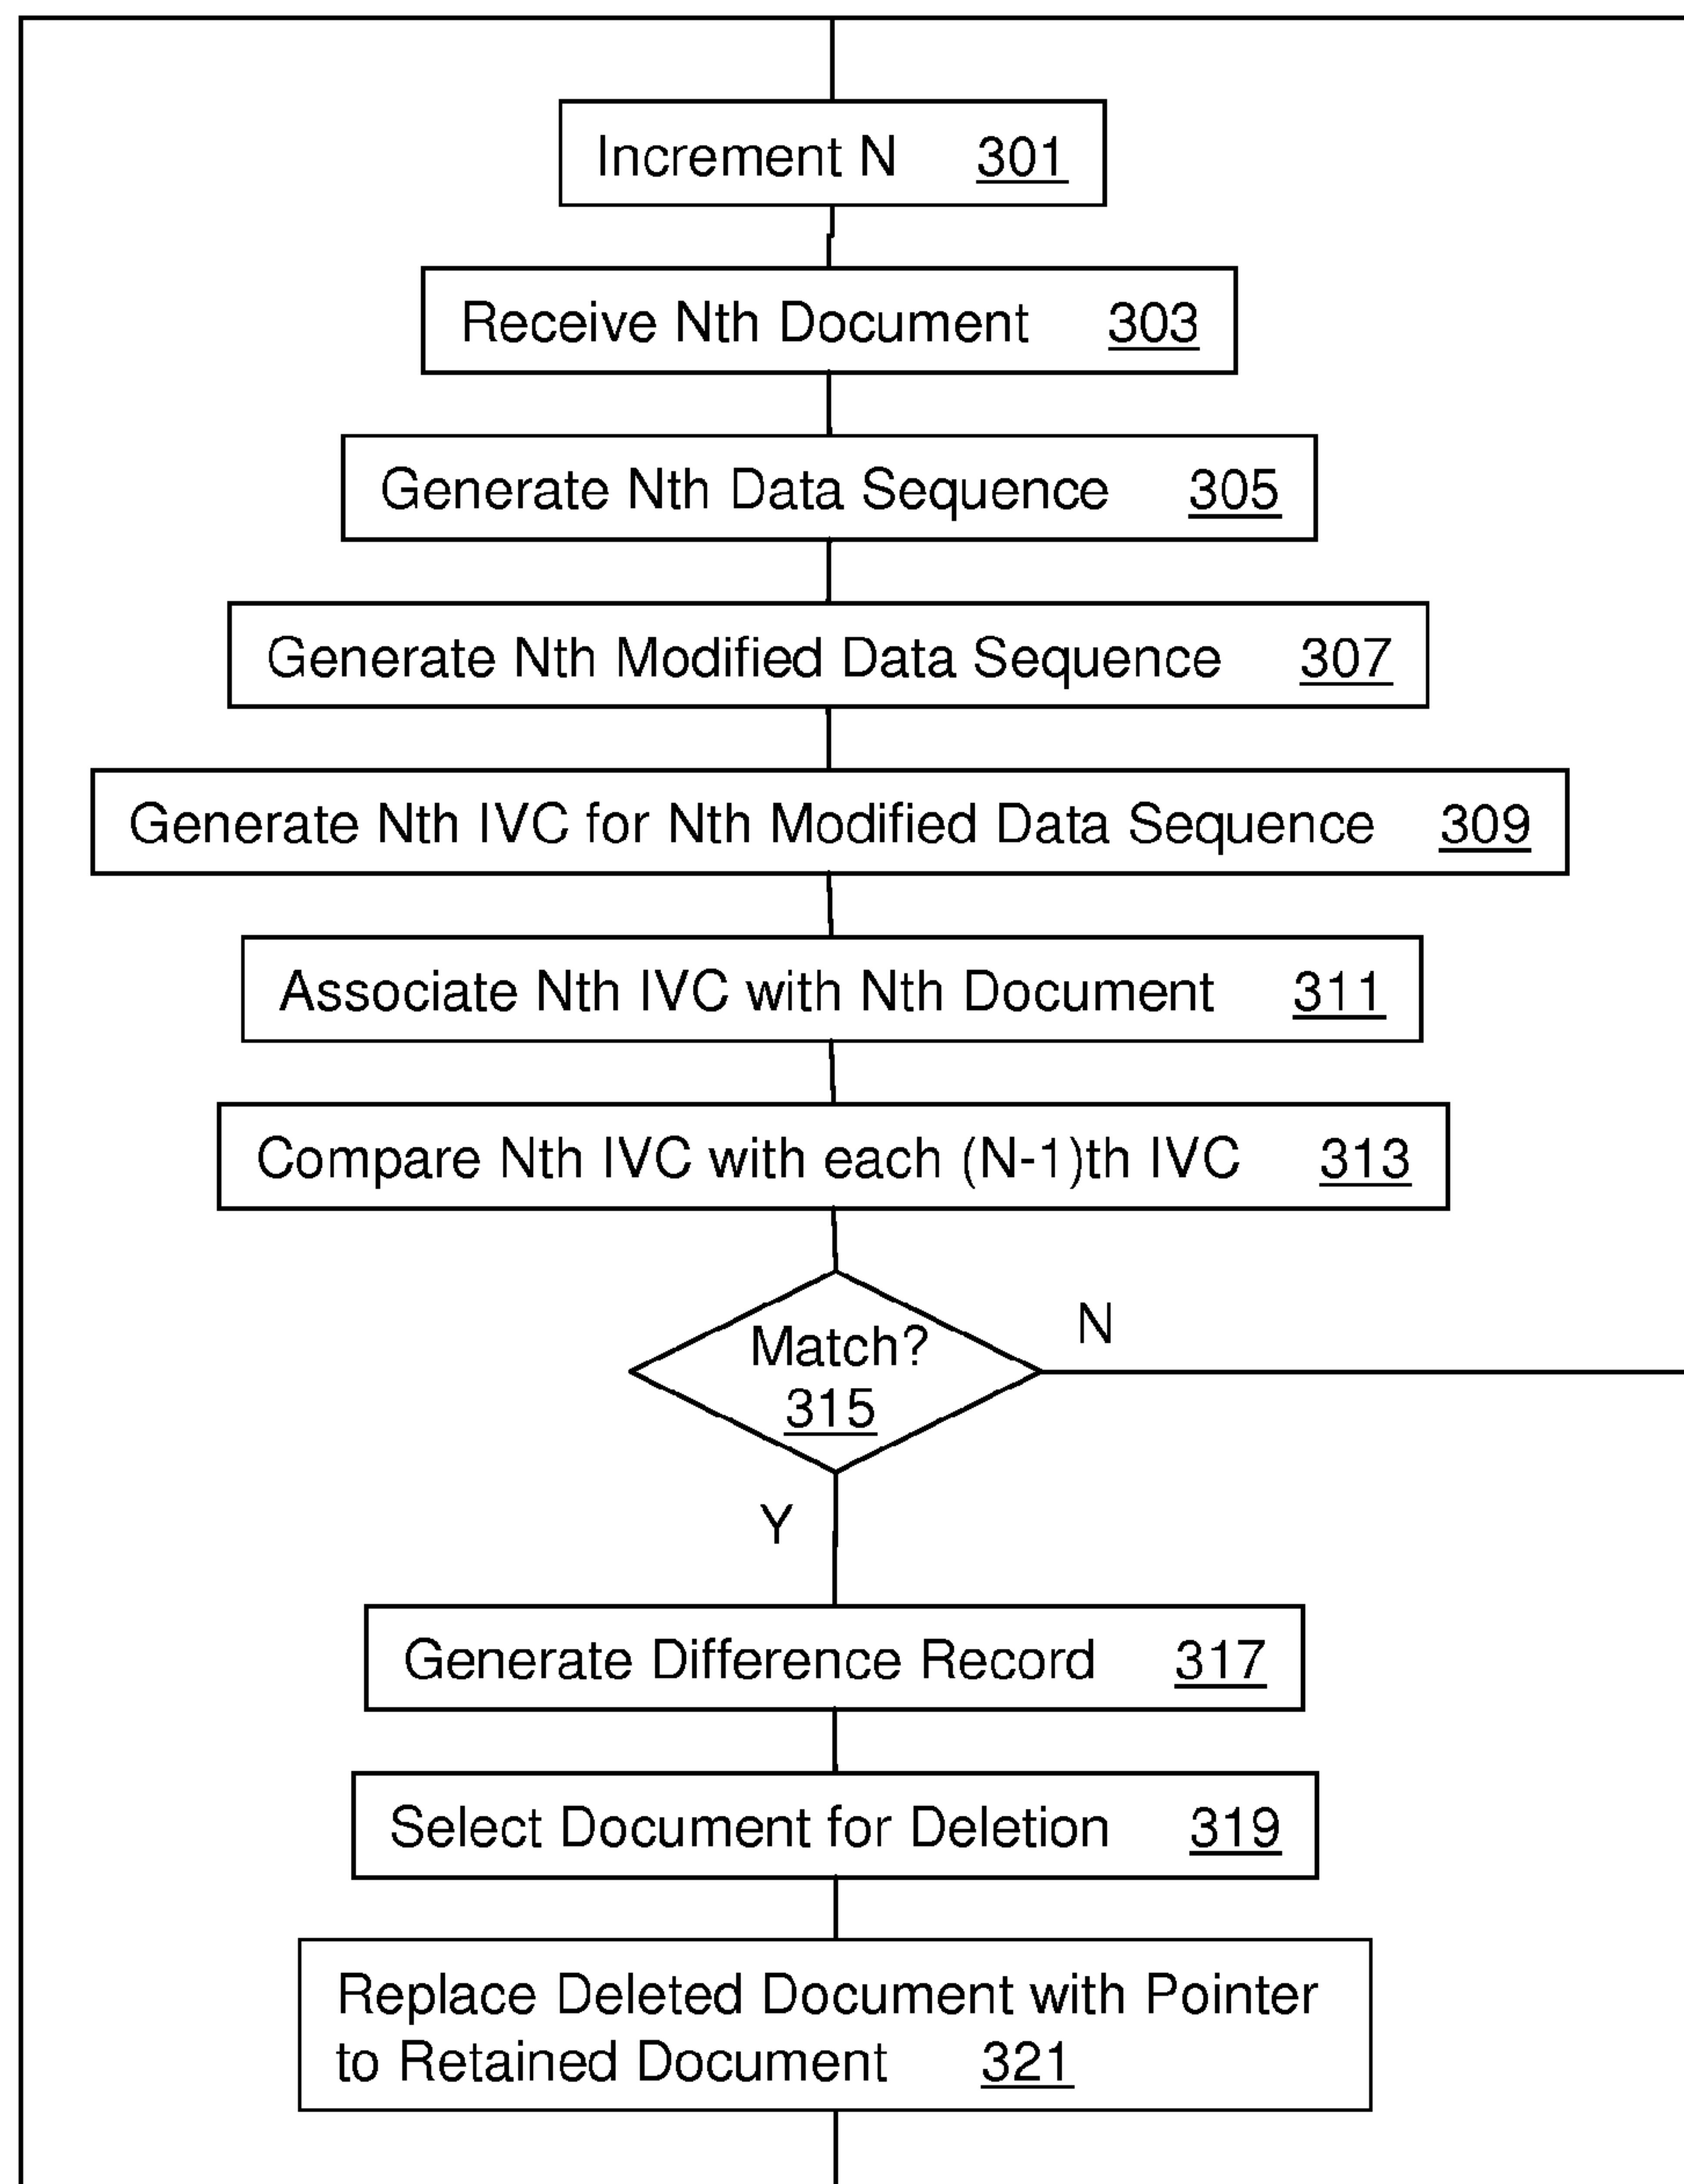 Increment N 301
Receive Nth Document 303
Generate Nth Data Sequence 305
Generate Nth Modified Data Sequence 307
Generate Nth IVC for Nth Modified Data Sequence 309
Associate Nth IVC with Nth Document 311
Compare Nth IVC with each (N-1)th IVC 313
Match?
315
N
Y
Generate Difference Record 317
Select Document for Deletion 319
Replace Deleted Document with Pointer
to Retained Document 321